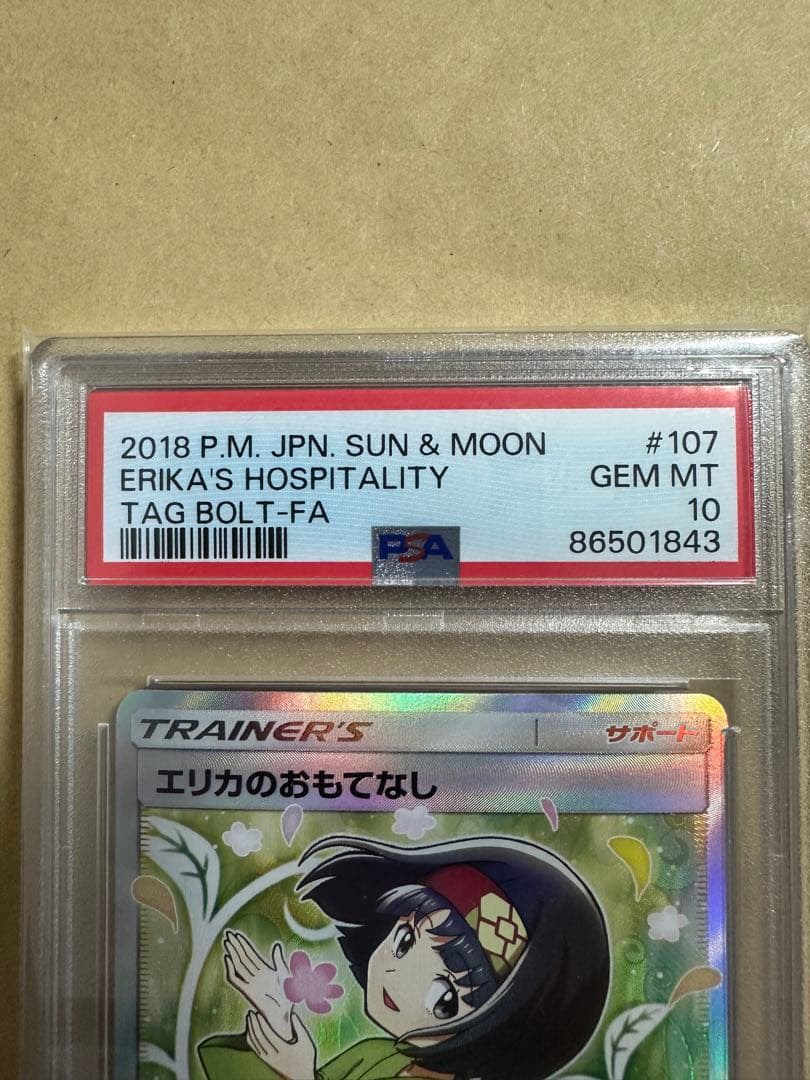 2018 P.M. JPN. SUN & MOON #107
ERIKA'S HOSPITALITY GEM MT
TAG BOLT-FA 10
PSA 86501843
TRAINER'S サポート
エリカのおもてなし